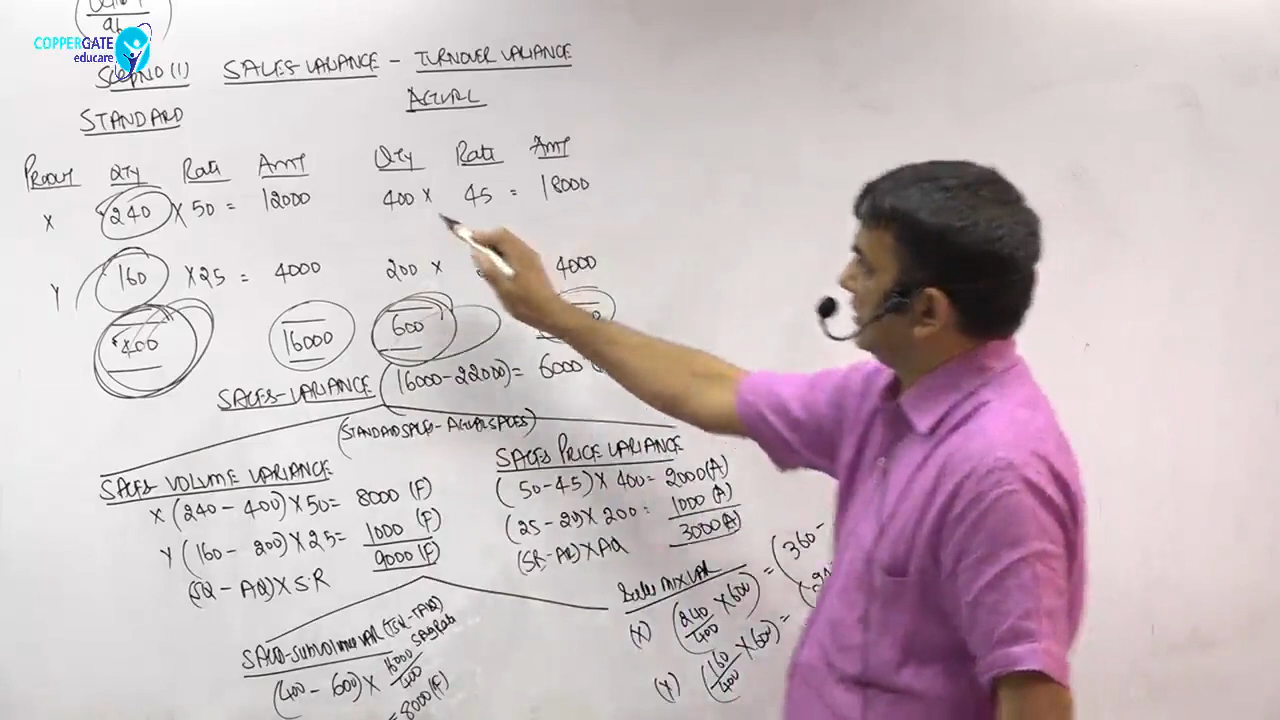 COPPERGATE
educare
SALES VARIANCE - TURNOVER VARIANCE
STANDARD
ACTUAL
Qty Rate Amt Qty Rate Amt
X 240 X 50 = 12000 400 X 45 = 18000
Y 160 X 25 = 4000 200 X 4000
400 16000 600
SALES-VARIANCE (16000-22000) = 6000
(STANDARD SALES - ACTUAL SALES)
SALES VOLUME VARIANCE
X (240 - 400) X 50 = 8000 (F)
Y (160 - 200) X 25 = 1000 (F)
9000 (F)
(SQ - AQ) X S.R
SALES PRICE VARIANCE
(50-45) X 400 = 2000 (A)
(25-20) X 200 = 1000 (A)
3000 (A)
(SR-AR) X AQ
(400 - 600) X 16000
400
= 8000 (F)
Sales MIX VAR
(X) (240 X 600) = (360 -
400
(Y) (160 X 600) =
400